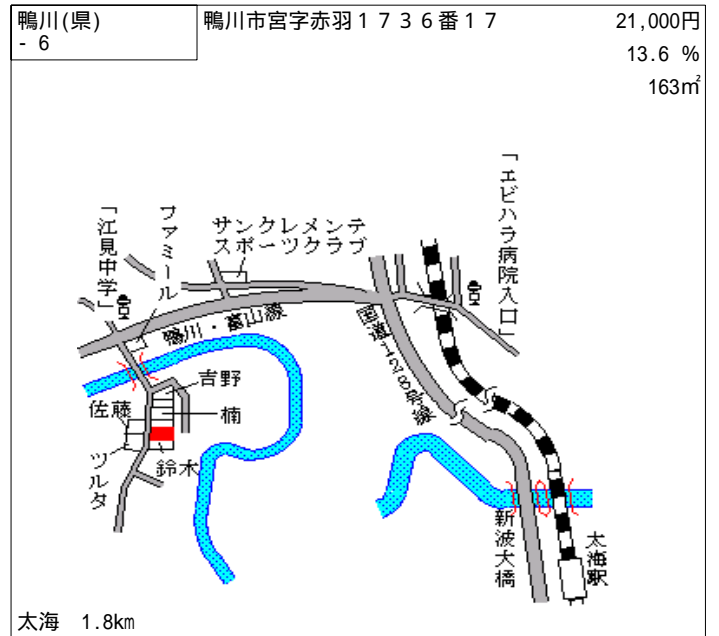 鴨川(県)
- 6
鴨川市宮字赤羽１７３６番１７
21,000円
13.6 %
163㎡
「エビハラ病院入口」
「江見中学」
ファミール
サンクレメンテ
スポーツクラブ
鴨川・富山線
国道128号線
吉野
佐藤
楠
ツルタ
鈴木
新波大橋
太海駅
太海 1.8km